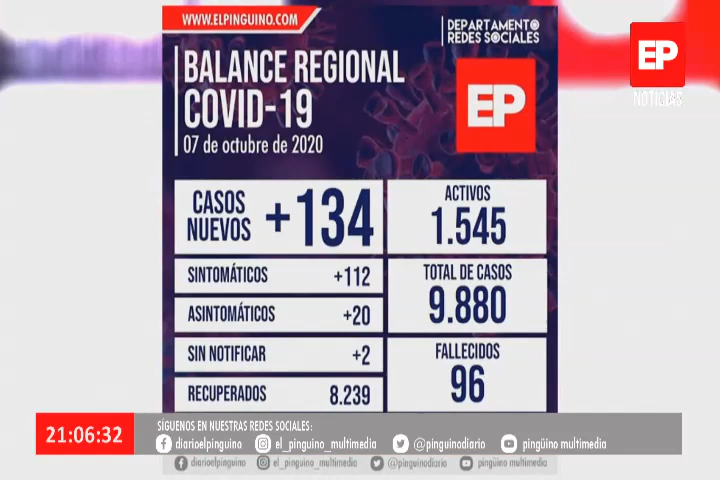 WWW.ELPINGUINO.COM
DEPARTAMENTO
REDES SOCIALES
EP
NOTICIAS
BALANCE REGIONAL
COVID-19
07 de octubre de 2020
EP
CASOS
NUEVOS
+134
ACTIVOS
1.545
SINTOMÁTICOS +112
ASINTOMÁTICOS +20
SIN NOTIFICAR +2
RECUPERADOS 8.239
TOTAL DE CASOS
9.880
FALLECIDOS
96
21:06:32
SÍGUENOS EN NUESTRAS REDES SOCIALES:
diarioelpinguino el_pinguino_multimedia @pinguinodiario pingüino multimedia
diarioelpinguino el_pinguino_multimedia @pinguinodiario pingüino multimedia